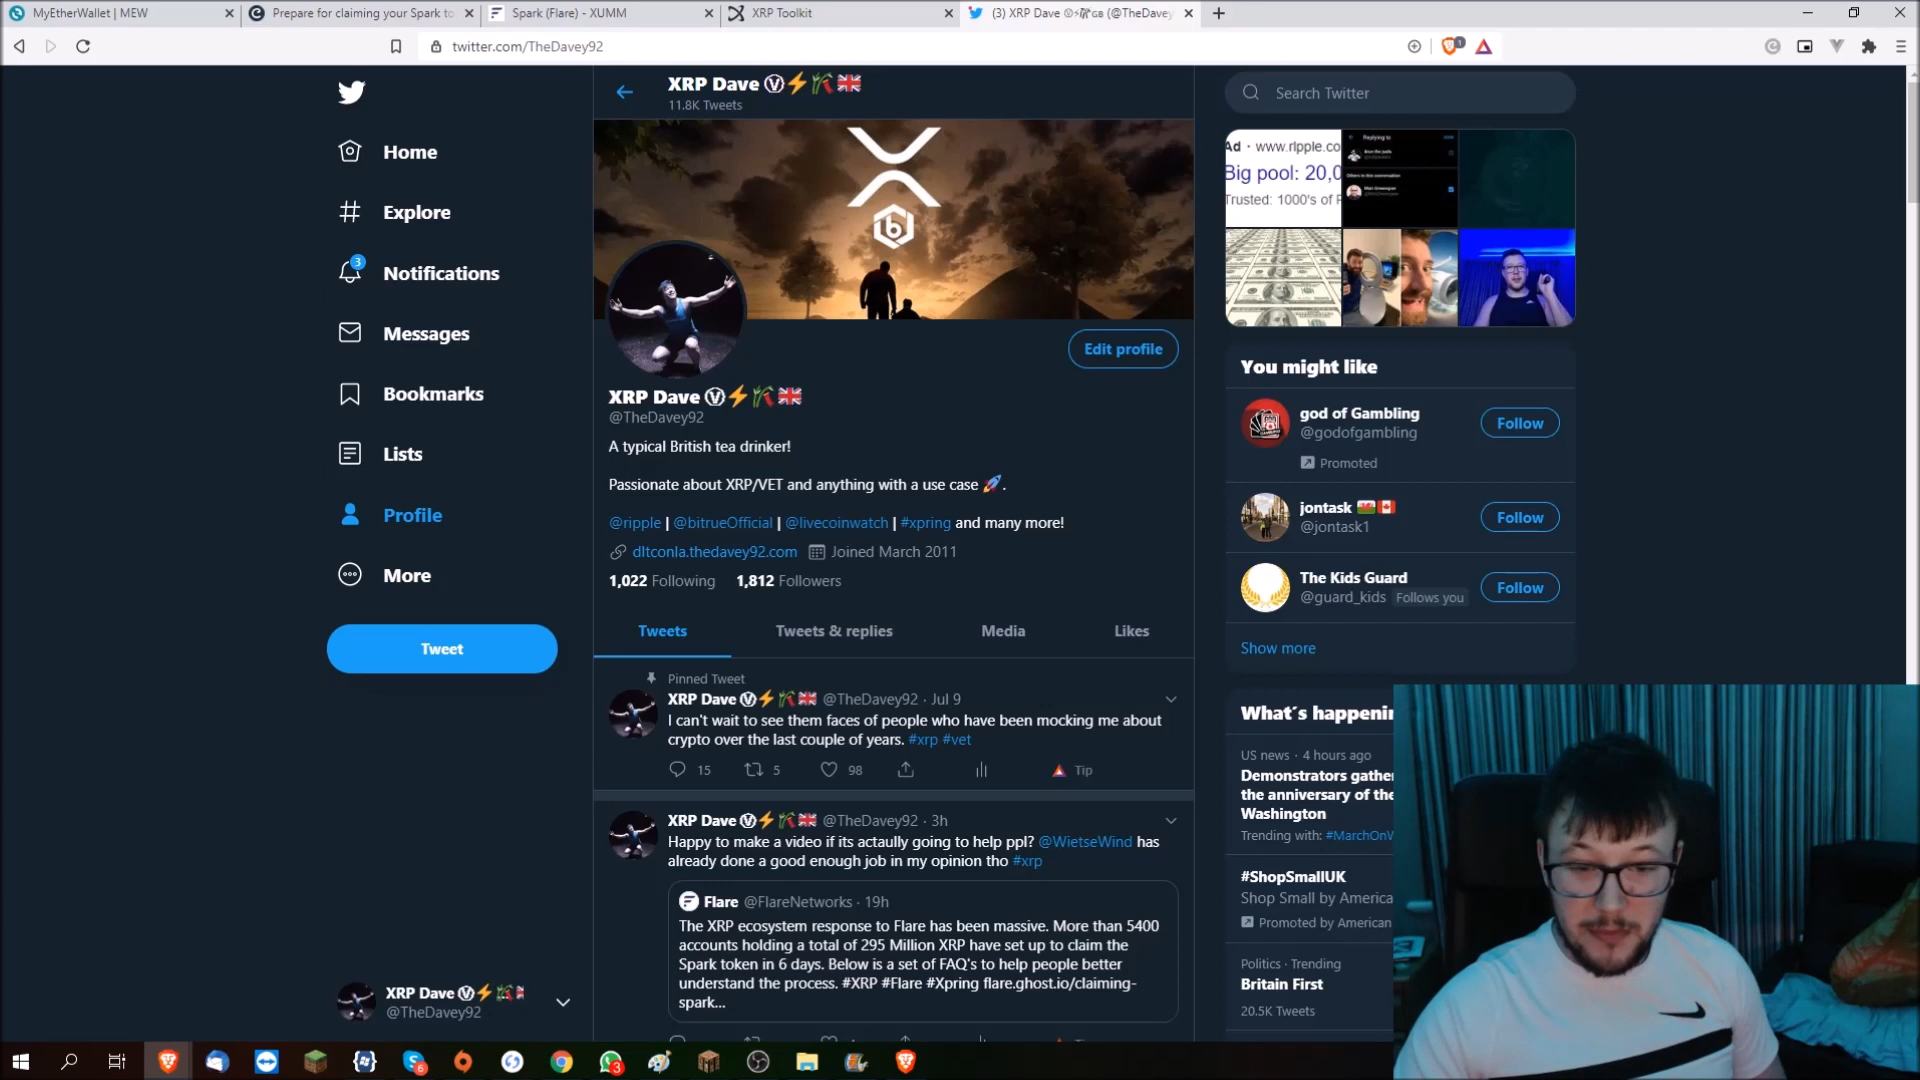 MyEtherWallet | MEW
Prepare for claiming your Spark to
Spark (Flare) - XUMM
XRP Toolkit
(3) XRP Dave GB (@TheDavey
twitter.com/TheDavey92
1
XRP Dave
11.8K Tweets
Search Twitter
Home
Explore
3
Notifications
Messages
Bookmarks
Lists
Profile
More
Tweet
Ad · www.rlpple.co
Big pool: 20,0
Trusted: 1000's of
Replying to
Edit profile
XRP Dave
@TheDavey92
A typical British tea drinker!
Passionate about XRP/VET and anything with a use case 🚀.
@ripple | @bitrueOfficial | @livecoinwatch | #xpring and many more!
dltconla.thedavey92.com Joined March 2011
1,022 Following 1,812 Followers
Tweets
Tweets & replies
Media
Likes
Pinned Tweet
XRP Dave @TheDavey92 · Jul 9
I can't wait to see them faces of people who have been mocking me about
crypto over the last couple of years. #xrp #vet
15
5
98
Tip
XRP Dave @TheDavey92 · 3h
Happy to make a video if its actaully going to help ppl? @WietseWind has
already done a good enough job in my opinion tho #xrp
Flare @FlareNetworks · 19h
The XRP ecosystem response to Flare has been massive. More than 5400
accounts holding a total of 295 Million XRP have set up to claim the
Spark token in 6 days. Below is a set of FAQ's to help people better
understand the process. #XRP #Flare #Xpring flare.ghost.io/claiming-
spark...
You might like
god of Gambling
@godofgambling
Promoted
Follow
jontask
@jontask1
Follow
The Kids Guard
@guard_kids Follows you
Follow
Show more
What's happenin
US news · 4 hours ago
Demonstrators gathe
the anniversary of the
Washington
Trending with: #MarchOnW
#ShopSmallUK
Shop Small by America
Promoted by American
Politics · Trending
Britain First
20.5K Tweets
XRP Dave
@TheDavey92
6
3